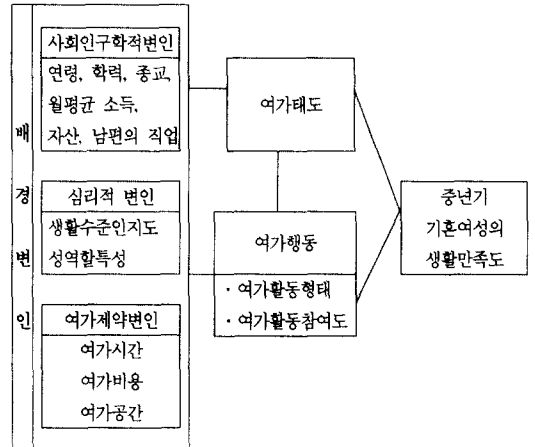 배
경
변
인
사회인구학적변인
연령, 학력, 종교,
월평균 소득,
자산, 남편의 직업
심리적 변인
생활수준인지도
성역할특성
여가제약변인
여가시간
여가비용
여가공간
여가태도
여가행동
· 여가활동형태
· 여가활동참여도
중년기
기혼여성의
생활만족도